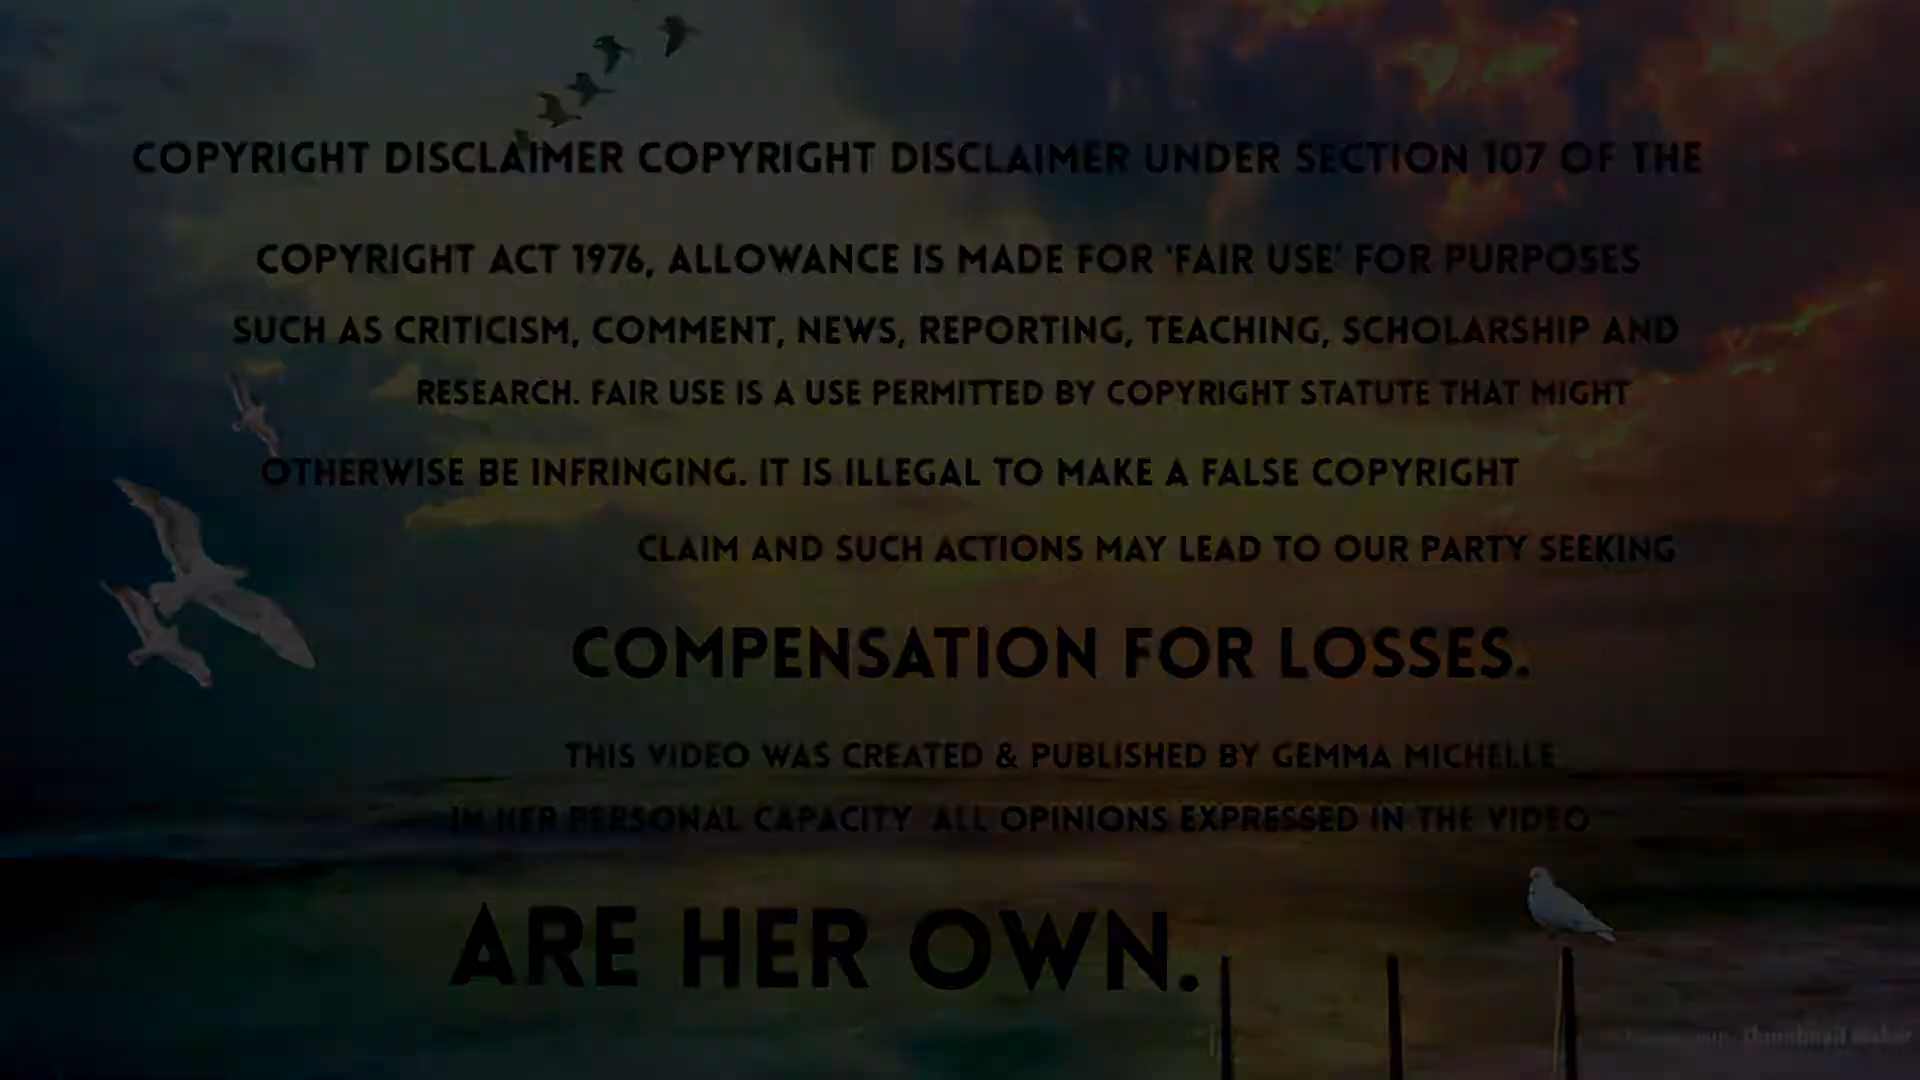 COPYRIGHT DISCLAIMER COPYRIGHT DISCLAIMER UNDER SECTION 107 OF THE
COPYRIGHT ACT 1976, ALLOWANCE IS MADE FOR 'FAIR USE' FOR PURPOSES
SUCH AS CRITICISM, COMMENT, NEWS, REPORTING, TEACHING, SCHOLARSHIP AND
RESEARCH. FAIR USE IS A USE PERMITTED BY COPYRIGHT STATUTE THAT MIGHT
OTHERWISE BE INFRINGING. IT IS ILLEGAL TO MAKE A FALSE COPYRIGHT
CLAIM AND SUCH ACTIONS MAY LEAD TO OUR PARTY SEEKING
COMPENSATION FOR LOSSES.
THIS VIDEO WAS CREATED & PUBLISHED BY GEMMA MICHELLE
IN HER PERSONAL CAPACITY ALL OPINIONS EXPRESSED IN THE VIDEO
ARE HER OWN.
Thumbnail Maker